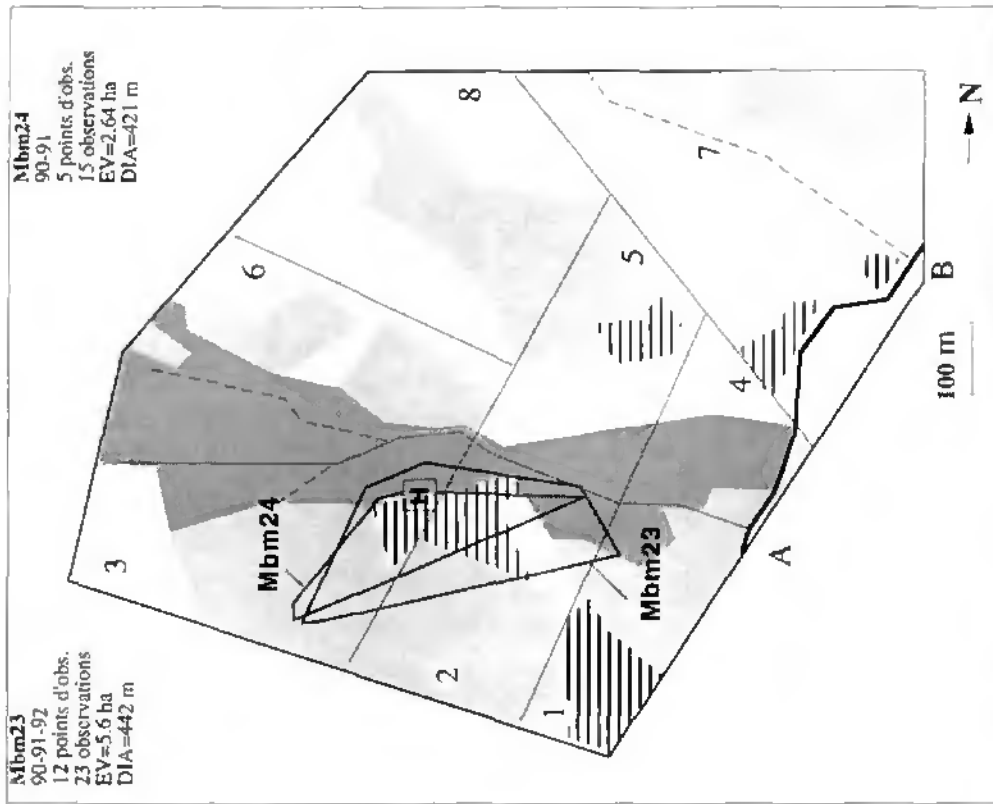 Mbm23
90-91-92
12 points d'obs.
23 observations
EV=5.6 ha
DIA=442 m
Mbm24
90-91
5 points d'obs.
15 observations
EV=2.64 ha
DIA=421 m
3
6
8
Mbm24
H
2
5
7
1
Mbm23
4
A
B
100 m
N